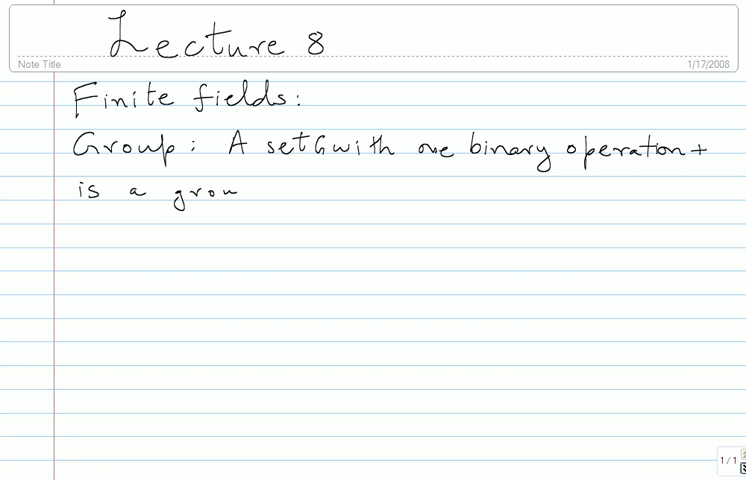 Lecture 8
Note Title
1/17/2008
Finite fields:
Group: A set G with one binary operation +
is a grou
1/1